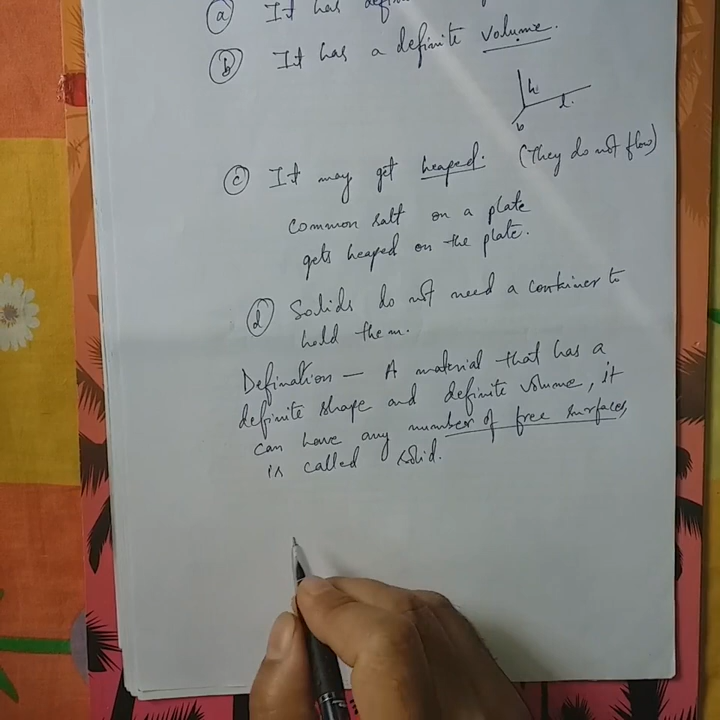 (a) It has
(b) It has a definite volume.
h
l.
b
(c) It may get heaped. (They do not flow)
Common salt on a plate
gets heaped on the plate.
(d) Solids do not need a container to
hold them.
Defination — A material that has a
definite shape and definite volume, it
can have any number of free surfaces,
is called solid.